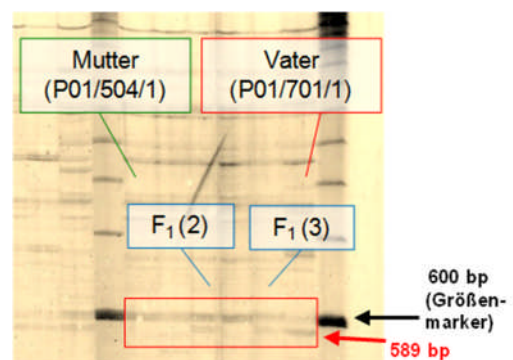 Mutter
(P01/504/1)
Vater
(P01/701/1)
F₁ (2)
F₁ (3)
600 bp
(Größen-
marker)
589 bp